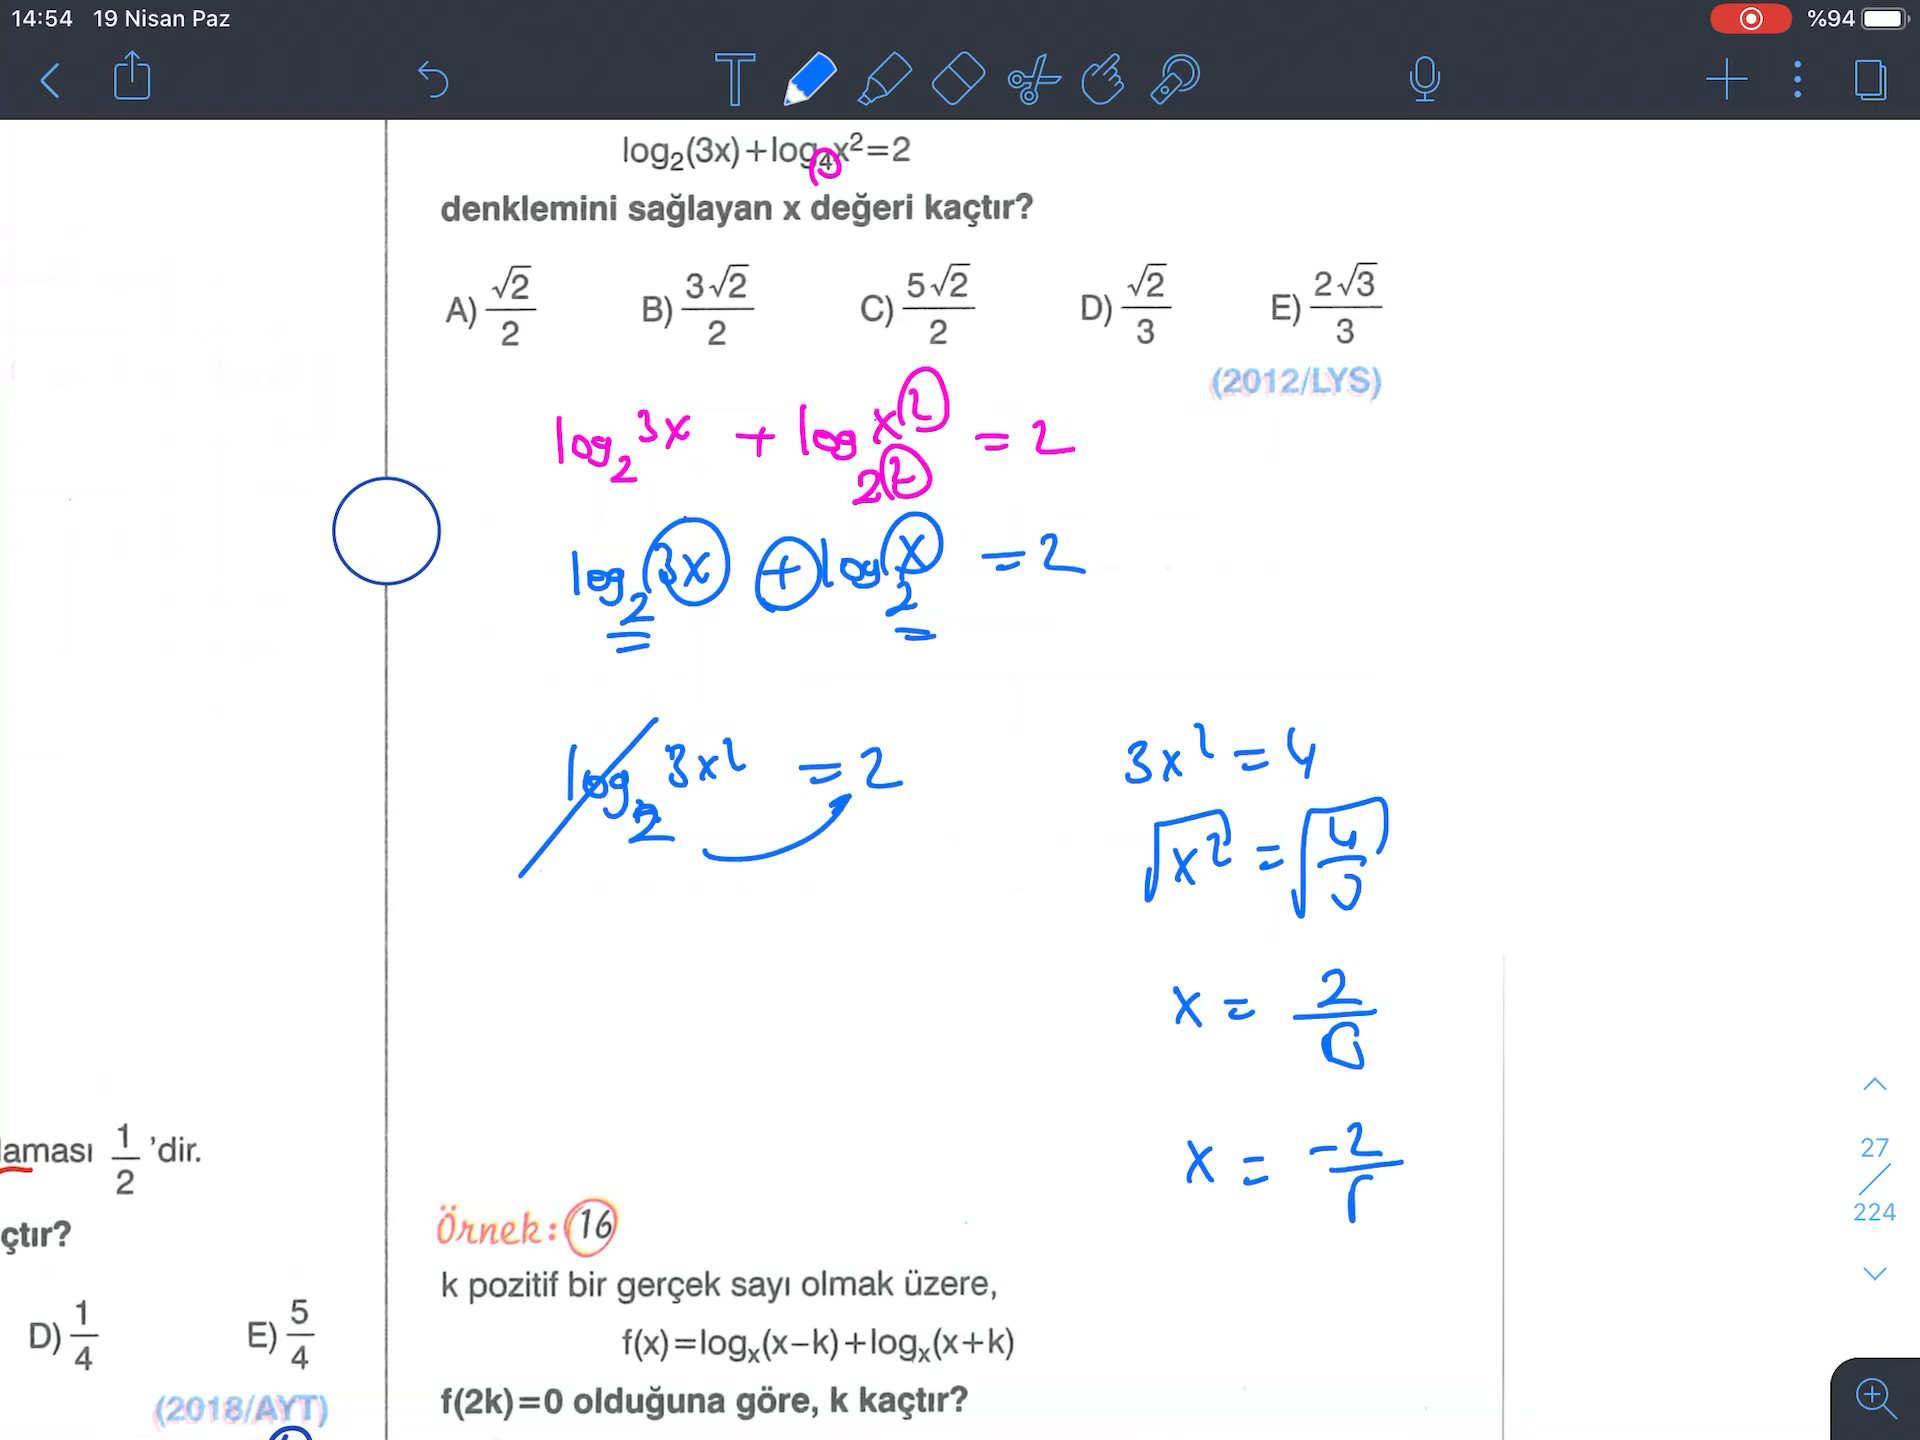 14:54 19 Nisan Paz
%94
log₂(3x)+log₄x²=2
denklemini sağlayan x değeri kaçtır?
A) √2/2 B) 3√2/2 C) 5√2/2 D) √2/3 E) 2√3/3
(2012/LYS)
log₂ 3x + log x² = 2
2²
log₂ 3x + log₂ x = 2
log₂ 3x² = 2
3x² = 4
√x² = √4/3
x = 2/
x = -2/
laması 1/2 'dir.
çtır?
D) 1/4 E) 5/4
(2018/AYT)
Örnek: 16
k pozitif bir gerçek sayı olmak üzere,
f(x)=logₓ(x−k)+logₓ(x+k)
f(2k)=0 olduğuna göre, k kaçtır?
27
/
224